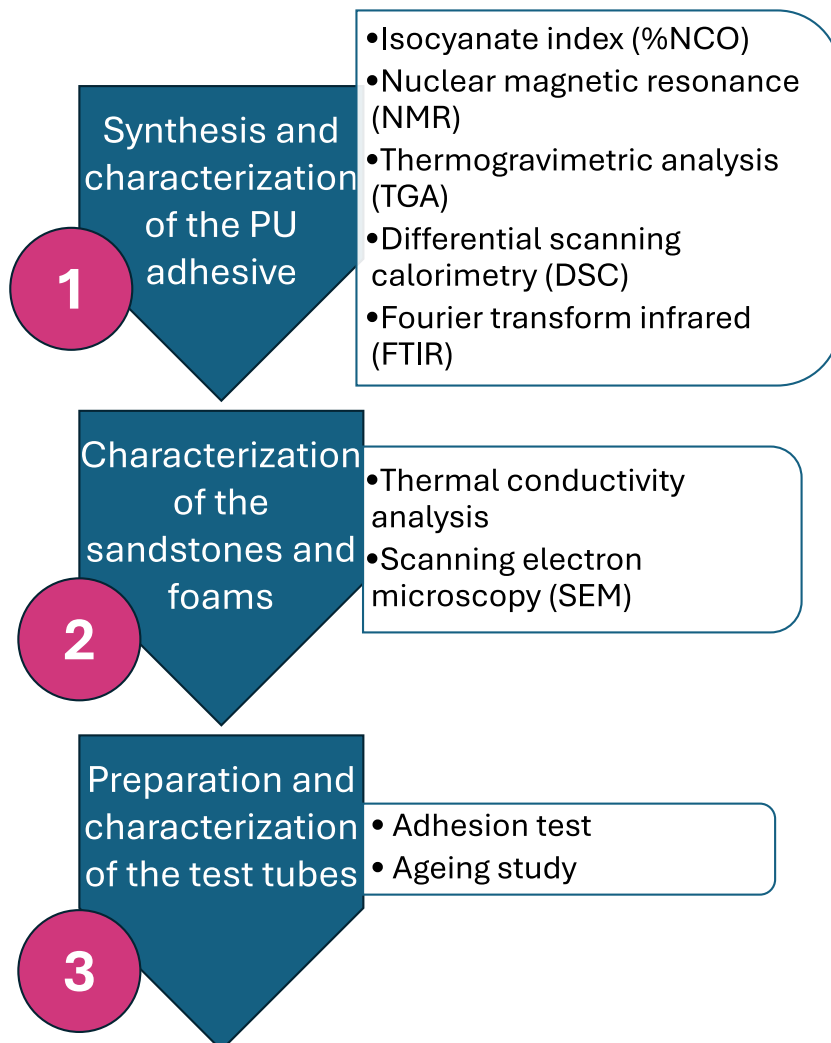 Synthesis and
characterization
of the PU
adhesive
1
•Isocyanate index (%NCO)
•Nuclear magnetic resonance
(NMR)
•Thermogravimetric analysis
(TGA)
•Differential scanning
calorimetry (DSC)
•Fourier transform infrared
(FTIR)
Characterization
of the
sandstones and
foams
2
•Thermal conductivity
analysis
•Scanning electron
microscopy (SEM)
Preparation and
characterization
of the test tubes
3
• Adhesion test
• Ageing study